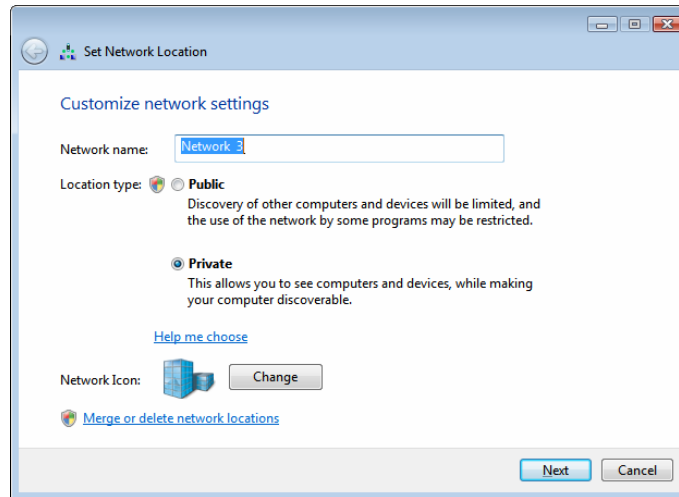 Set Network Location
Customize network settings
Network name: Network 3
Location type: Public
Discovery of other computers and devices will be limited, and
the use of the network by some programs may be restricted.
Private
This allows you to see computers and devices, while making
your computer discoverable.
Help me choose
Network Icon: Change
Merge or delete network locations
Next Cancel